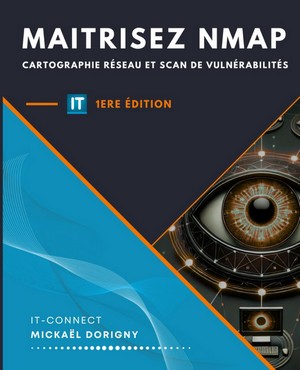 MAITRISEZ NMAP
CARTOGRAPHIE RÉSEAU ET SCAN DE VULNÉRABILITÉS
IT 1ERE ÉDITION
IT-CONNECT
MICKAËL DORIGNY